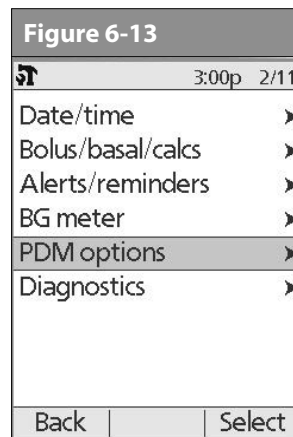 Figure 6-13
3:00p 2/11
Date/time
Bolus/basal/calcs
Alerts/reminders
BG meter
PDM options
Diagnostics
Back Select